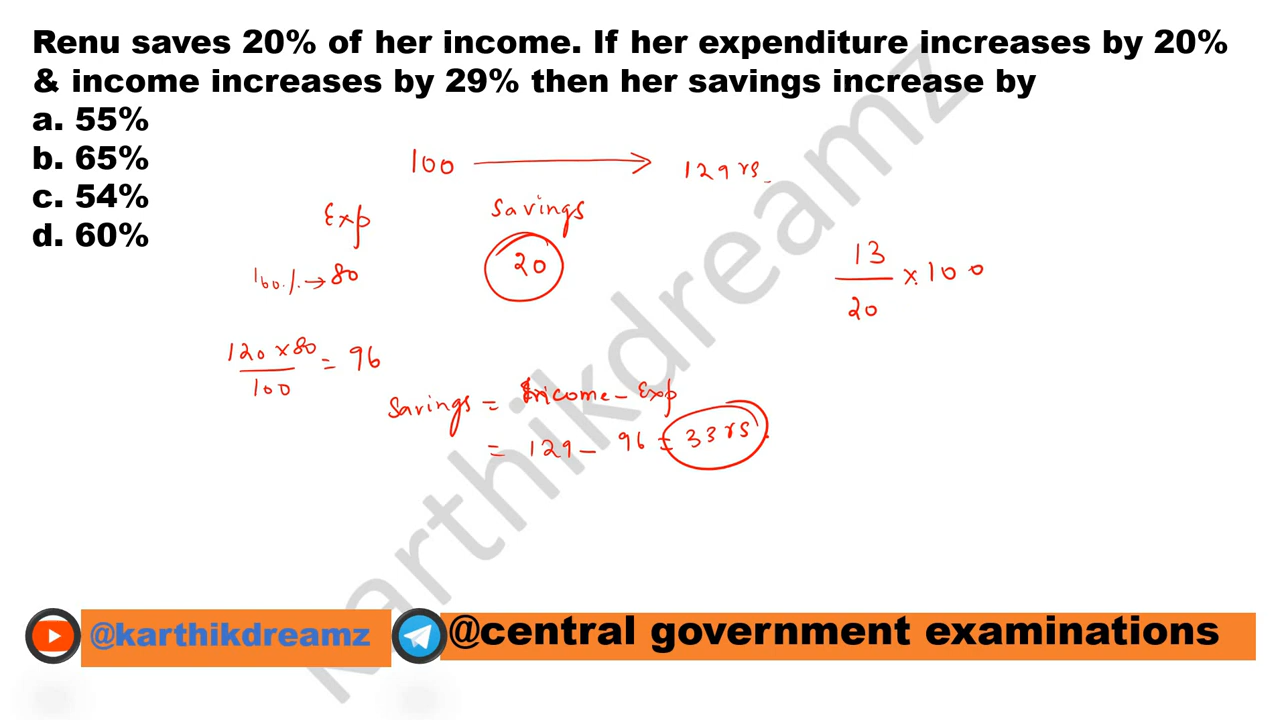 Renu saves 20% of her income. If her expenditure increases by 20%
& income increases by 29% then her savings increase by
a. 55%
b. 65%
c. 54%
d. 60%
100 → 129 rs.
Exp Savings
100% → 80 20
13/20 × 100
120 × 80/100 = 96
Savings = Income - Exp
= 129 - 96 = 33 rs
karthikdreamz
@karthikdreamz @central government examinations